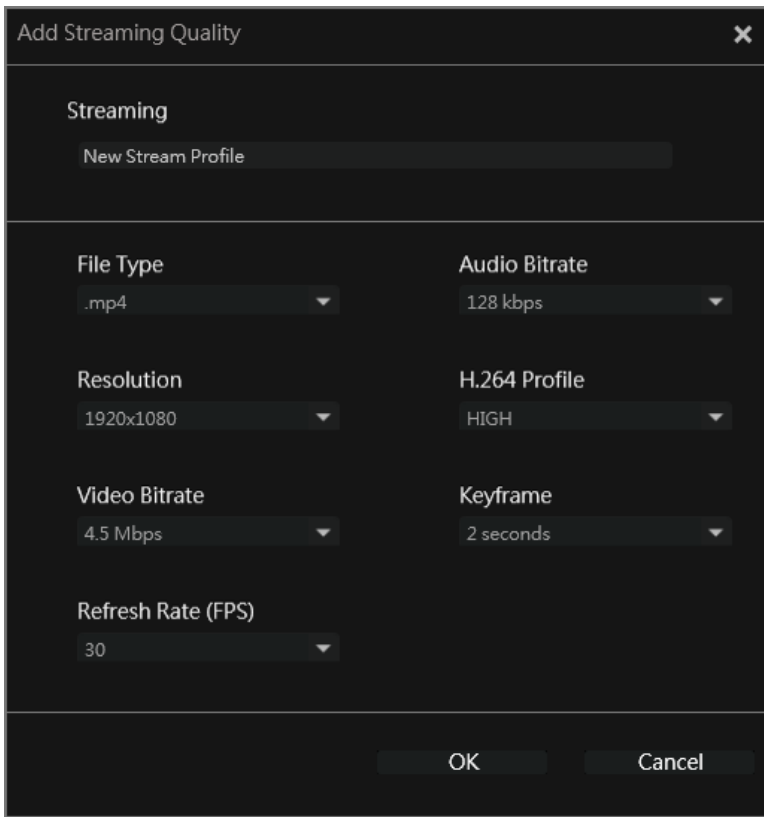 Add Streaming Quality
Streaming
New Stream Profile
File Type
.mp4
Audio Bitrate
128 kbps
Resolution
1920x1080
H.264 Profile
HIGH
Video Bitrate
4.5 Mbps
Keyframe
2 seconds
Refresh Rate (FPS)
30
OK
Cancel